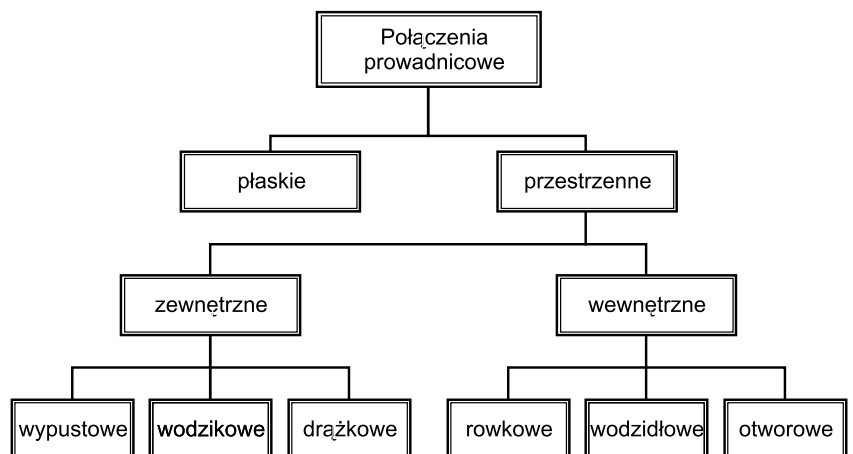 Połączenia
prowadnicowe
płaskie
przestrzenne
zewnętrzne
wewnętrzne
wypustowe
wodzikowe
drążkowe
rowkowe
wodzidłowe
otworowe